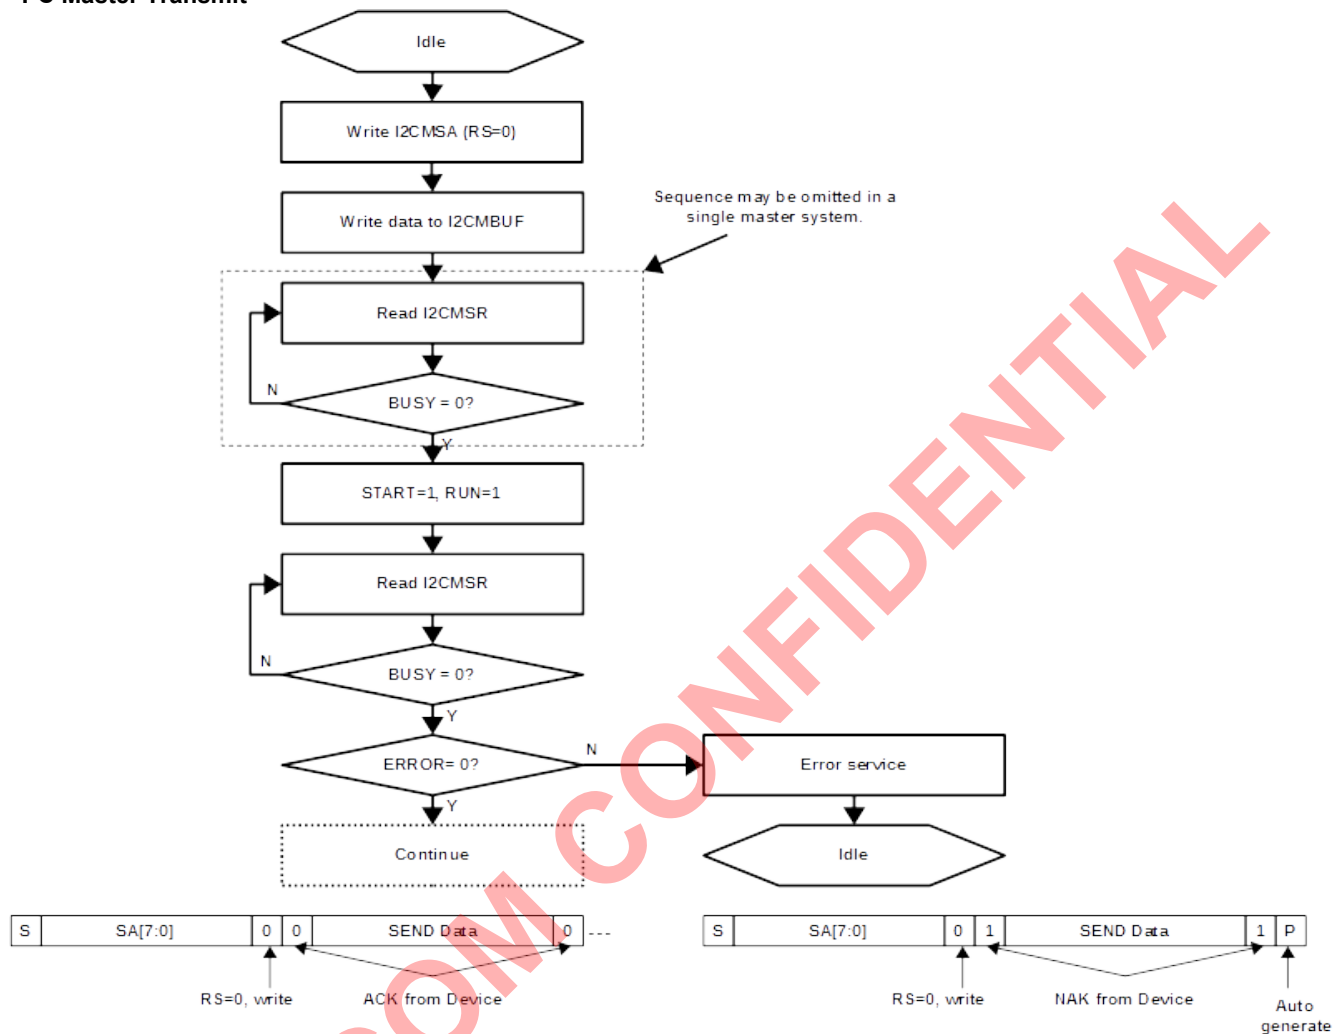 I²C Master Transmit
Idle
Write I2CMSA (RS=0)
Write data to I2CMBUF
Sequence may be omitted in a
single master system.
Read I2CMSR
BUSY = 0?
N
Y
START=1, RUN=1
Read I2CMSR
BUSY = 0?
N
Y
ERROR= 0?
N
Error service
Y
Continue
Idle
S SA[7:0] 0 0 SEND Data 0 ---
S SA[7:0] 0 1 SEND Data 1 P
RS=0, write ACK from Device
RS=0, write NAK from Device
Auto
generate
COM CONFIDENTIAL